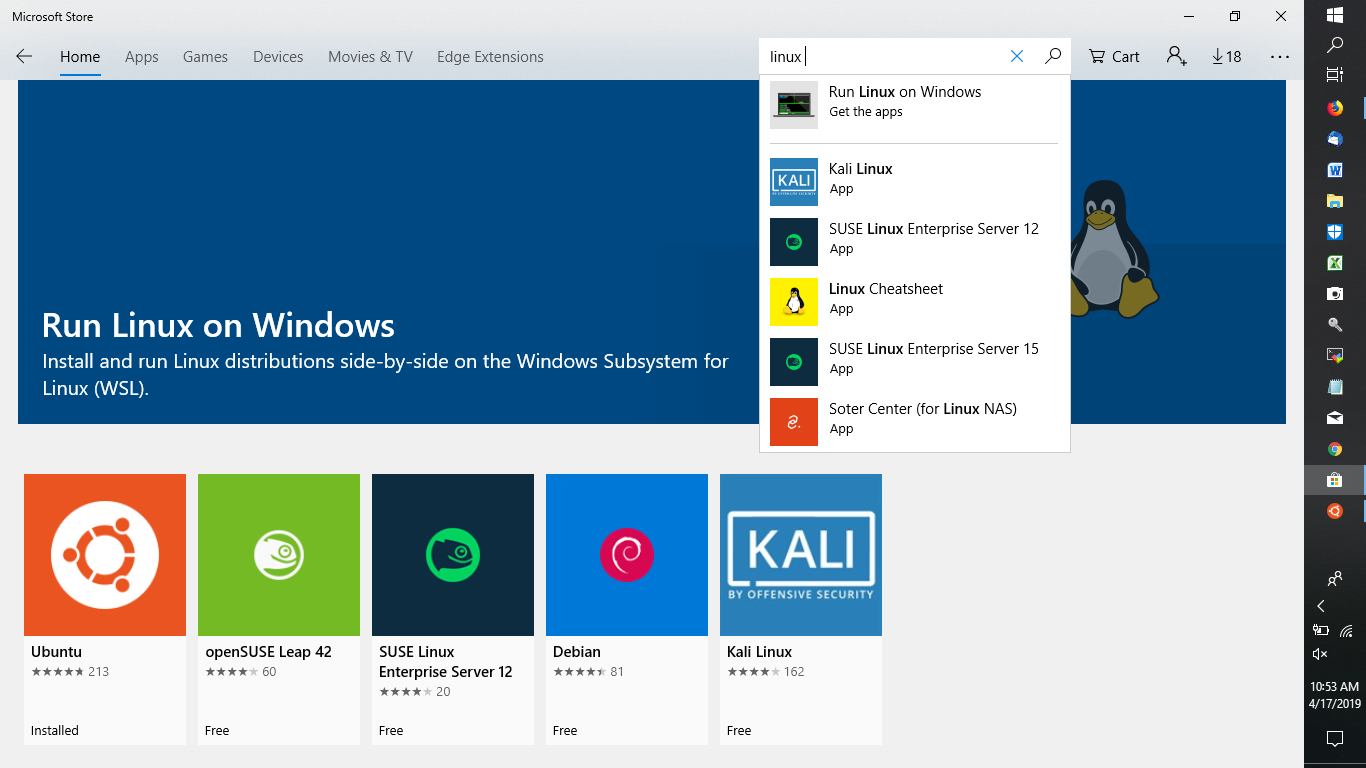 Microsoft Store
Home Apps Games Devices Movies & TV Edge Extensions
linux
Cart
18
Run Linux on Windows
Get the apps
Kali Linux
App
SUSE Linux Enterprise Server 12
App
Linux Cheatsheet
App
SUSE Linux Enterprise Server 15
App
Soter Center (for Linux NAS)
App
KALI
Run Linux on Windows
Install and run Linux distributions side-by-side on the Windows Subsystem for
Linux (WSL).
Ubuntu
213
Installed
openSUSE Leap 42
60
Free
SUSE Linux
Enterprise Server 12
20
Free
Debian
81
Free
KALI
BY OFFENSIVE SECURITY
Kali Linux
162
Free
10:53 AM
4/17/2019